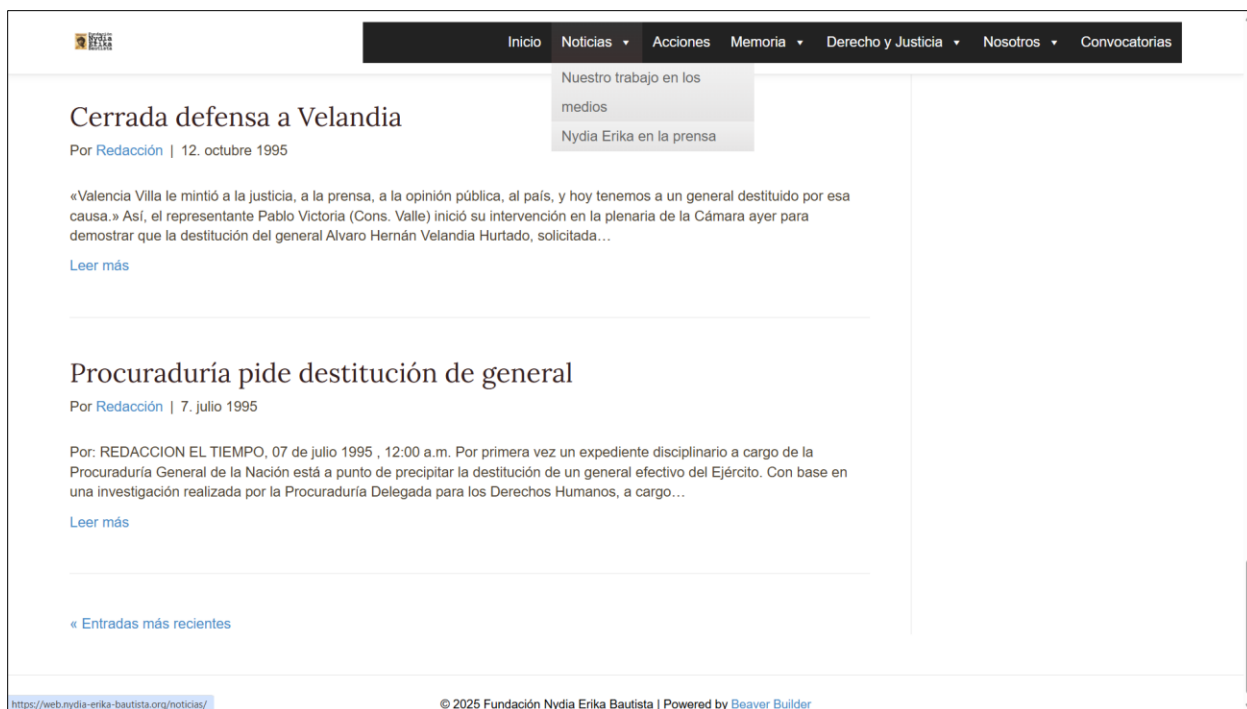 Fundación
Nydia
Erika
Bautista
Inicio Noticias Acciones Memoria Derecho y Justicia Nosotros Convocatorias
Nuestro trabajo en los
medios
Nydia Erika en la prensa
Cerrada defensa a Velandia
Por Redacción | 12. octubre 1995
«Valencia Villa le mintió a la justicia, a la prensa, a la opinión pública, al país, y hoy tenemos a un general destituido por esa
causa.» Así, el representante Pablo Victoria (Cons. Valle) inició su intervención en la plenaria de la Cámara ayer para
demostrar que la destitución del general Alvaro Hernán Velandia Hurtado, solicitada…
Leer más
Procuraduría pide destitución de general
Por Redacción | 7. julio 1995
Por: REDACCION EL TIEMPO, 07 de julio 1995 , 12:00 a.m. Por primera vez un expediente disciplinario a cargo de la
Procuraduría General de la Nación está a punto de precipitar la destitución de un general efectivo del Ejército. Con base en
una investigación realizada por la Procuraduría Delegada para los Derechos Humanos, a cargo…
Leer más
« Entradas más recientes
https://web.nydia-erika-bautista.org/noticias/
© 2025 Fundación Nydia Erika Bautista | Powered by Beaver Builder